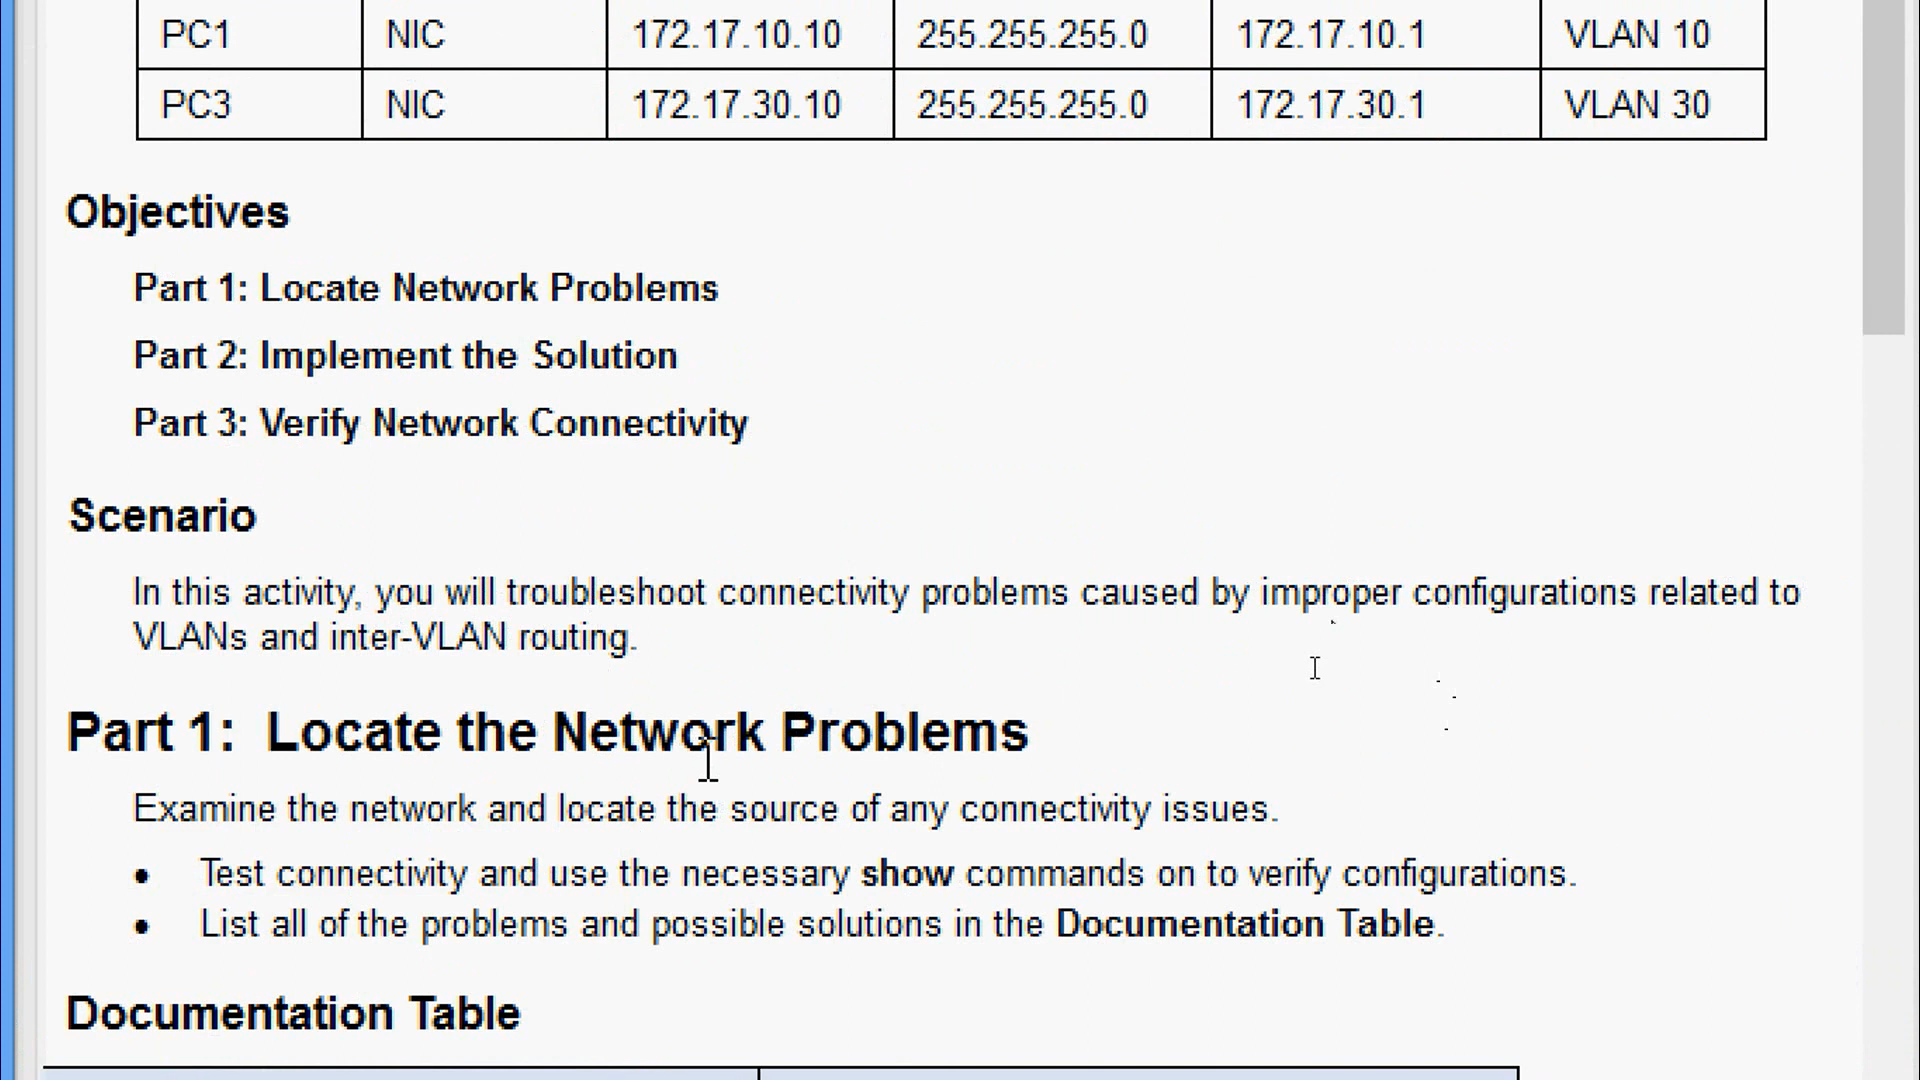 PC1 NIC 172.17.10.10 255.255.255.0 172.17.10.1 VLAN 10
PC3 NIC 172.17.30.10 255.255.255.0 172.17.30.1 VLAN 30
Objectives
Part 1: Locate Network Problems
Part 2: Implement the Solution
Part 3: Verify Network Connectivity
Scenario
In this activity, you will troubleshoot connectivity problems caused by improper configurations related to
VLANs and inter-VLAN routing.
Part 1: Locate the Network Problems
Examine the network and locate the source of any connectivity issues.
• Test connectivity and use the necessary show commands on to verify configurations.
• List all of the problems and possible solutions in the Documentation Table.
Documentation Table